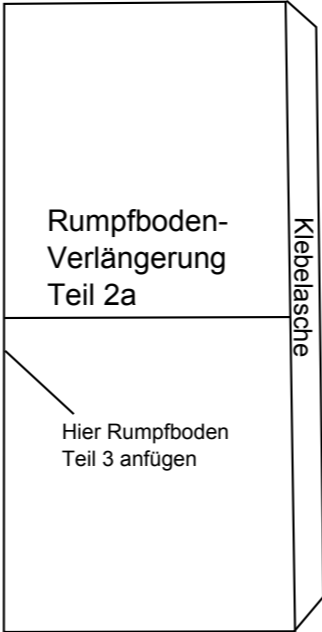 Rumpfboden-
Verlängerung
Teil 2a
Klebelasche
Hier Rumpfboden
Teil 3 anfügen